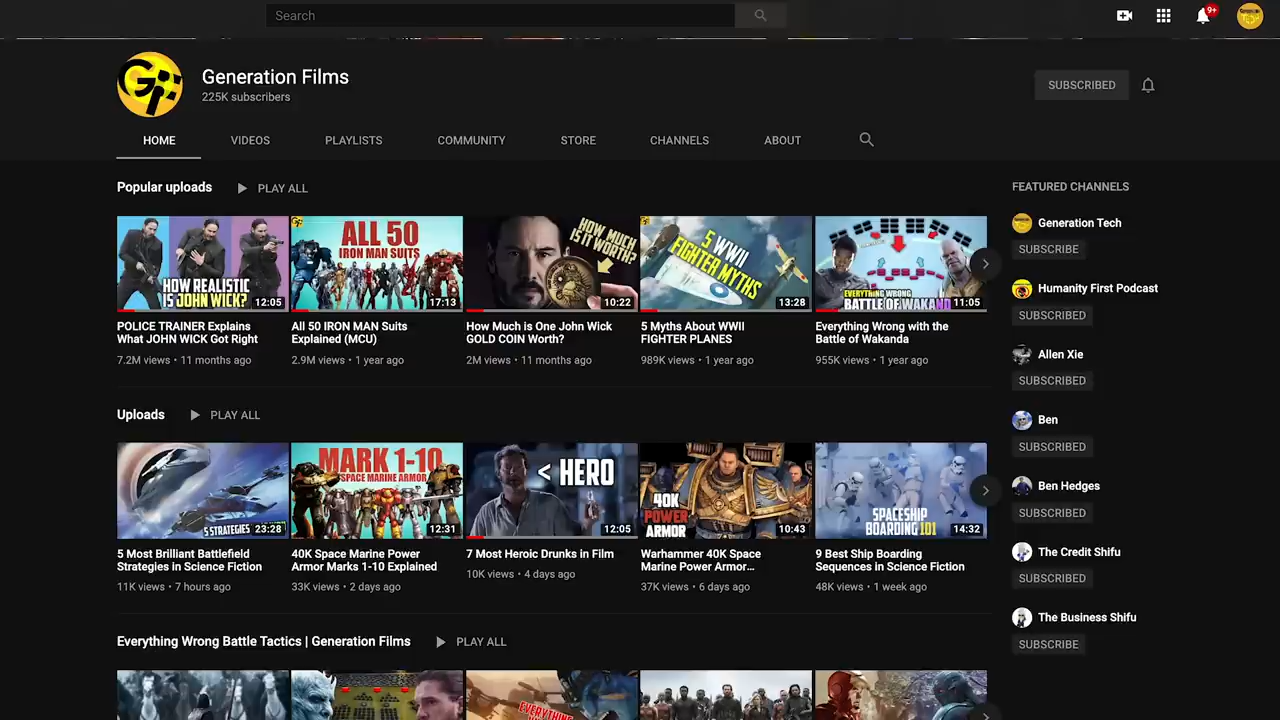 Search
9+
Generation Films
225K subscribers
SUBSCRIBED
HOME
VIDEOS
PLAYLISTS
COMMUNITY
STORE
CHANNELS
ABOUT
Popular uploads
PLAY ALL
HOW REALISTIC
IS JOHN WICK?
12:05
ALL 50
IRON MAN SUITS
17:13
HOW MUCH
IS IT WORTH?
10:22
5 WWII
FIGHTER MYTHS
13:28
EVERYTHING WRONG
BATTLE OF WAKAND
11:05
POLICE TRAINER Explains
What JOHN WICK Got Right
7.2M views • 11 months ago
All 50 IRON MAN Suits
Explained (MCU)
2.9M views • 1 year ago
How Much is One John Wick
GOLD COIN Worth?
2M views • 11 months ago
5 Myths About WWII
FIGHTER PLANES
989K views • 1 year ago
Everything Wrong with the
Battle of Wakanda
955K views • 1 year ago
Uploads
PLAY ALL
5 STRATEGIES
23:28
MARK 1-10
SPACE MARINE ARMOR
12:31
< HERO
12:05
40K
POWER
ARMOR
10:43
SPACESHIP
BOARDING 101
14:32
5 Most Brilliant Battlefield
Strategies in Science Fiction
11K views • 7 hours ago
40K Space Marine Power
Armor Marks 1-10 Explained
33K views • 2 days ago
7 Most Heroic Drunks in Film
10K views • 4 days ago
Warhammer 40K Space
Marine Power Armor…
37K views • 6 days ago
9 Best Ship Boarding
Sequences in Science Fiction
48K views • 1 week ago
Everything Wrong Battle Tactics | Generation Films
PLAY ALL
EVERYTHING
FEATURED CHANNELS
Generation Tech
SUBSCRIBE
Humanity First Podcast
SUBSCRIBED
Allen Xie
SUBSCRIBED
Ben
SUBSCRIBED
Ben Hedges
SUBSCRIBED
The Credit Shifu
SUBSCRIBED
The Business Shifu
SUBSCRIBE